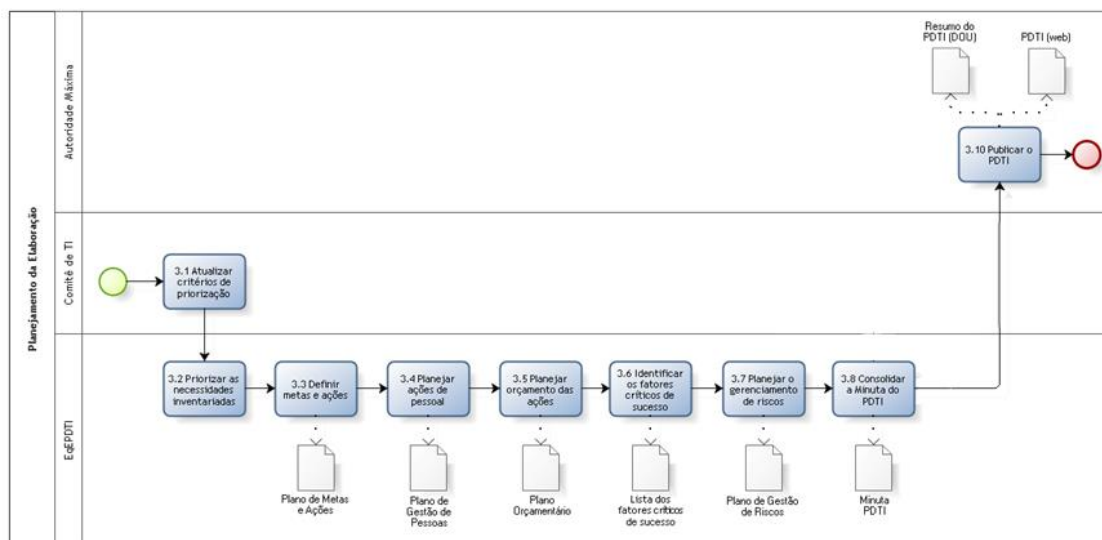 Planejamento da Elaboração
Autoridade Máxima
Resumo do
PDTI (DOU)
PDTI (web)
3.10 Publicar o
PDTI
Comitê de TI
3.1 Atualizar
critérios de
priorização
EqEPDTI
3.2 Priorizar as
necessidades
inventariadas
3.3 Definir
metas e ações
3.4 Planejar
ações de
pessoal
3.5 Planejar
orçamento das
ações
3.6 Identificar
os fatores
críticos de
sucesso
3.7 Planejar o
gerenciamento
de riscos
3.8 Consolidar
a Minuta do
PDTI
Plano de Metas
e Ações
Plano de
Gestão de
Pessoas
Plano
Orçamentário
Lista dos
fatores críticos
de sucesso
Plano de Gestão
de Riscos
Minuta
PDTI